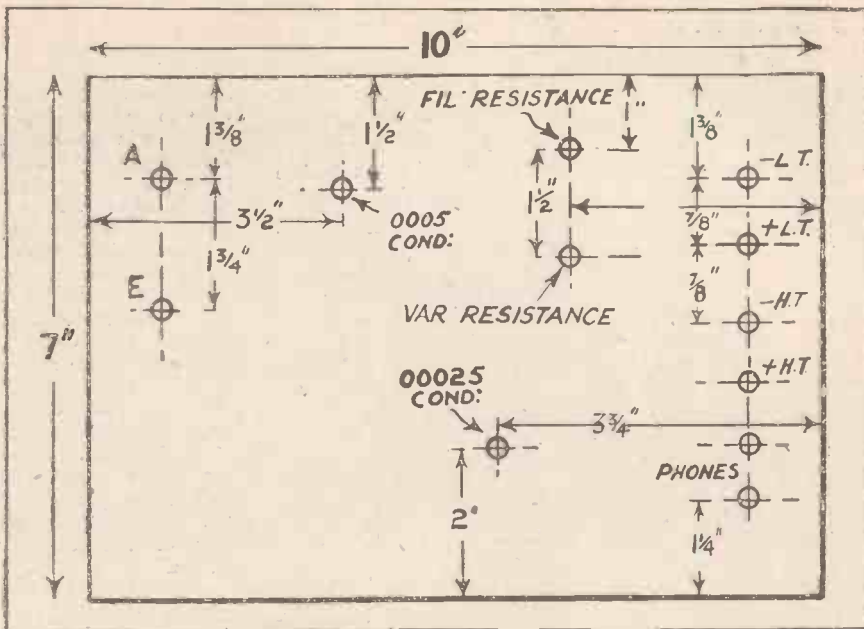 10"
FIL' RESISTANCE
1"
1 3/8"
1 1/2"
1 3/8"
A
-L T.
3 1/2"
0005
COND:
1 1/2"
7/8"
+L.T.
1 3/4"
E
7/8"
VAR RESISTANCE
-H.T
7"
+H.T.
00025
COND:
3 3/4"
PHONES
2"
1 1/4"